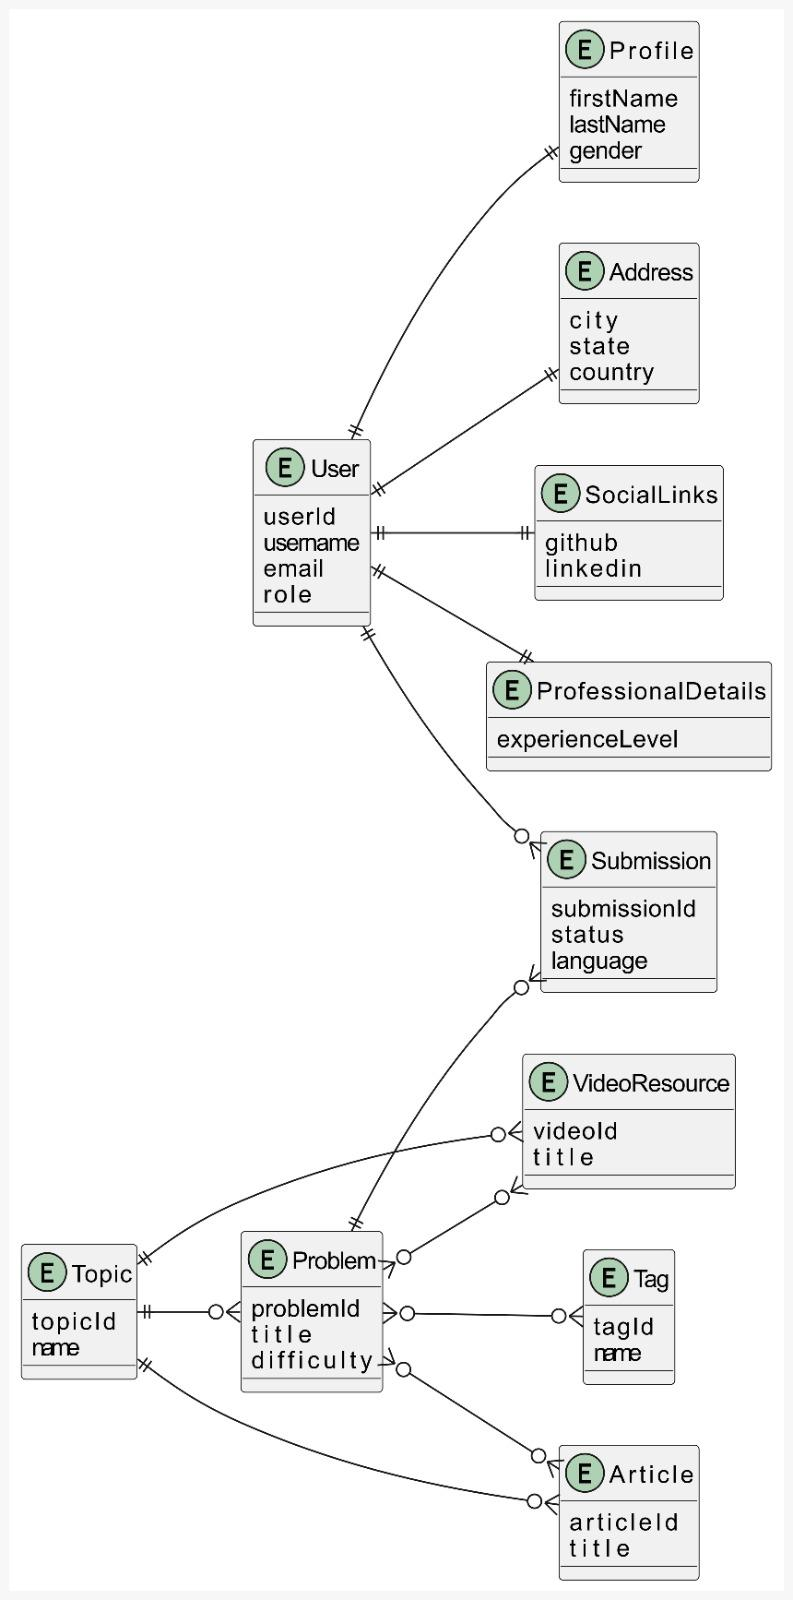 E Profile
firstName
lastName
gender
E Address
city
state
country
E User
userId
username
email
role
E SocialLinks
github
linkedin
E ProfessionalDetails
experienceLevel
E Submission
submissionId
status
language
E VideoResource
videoId
title
E Topic
topicId
name
E Problem
problemId
title
difficulty
E Tag
tagId
name
E Article
articleId
title